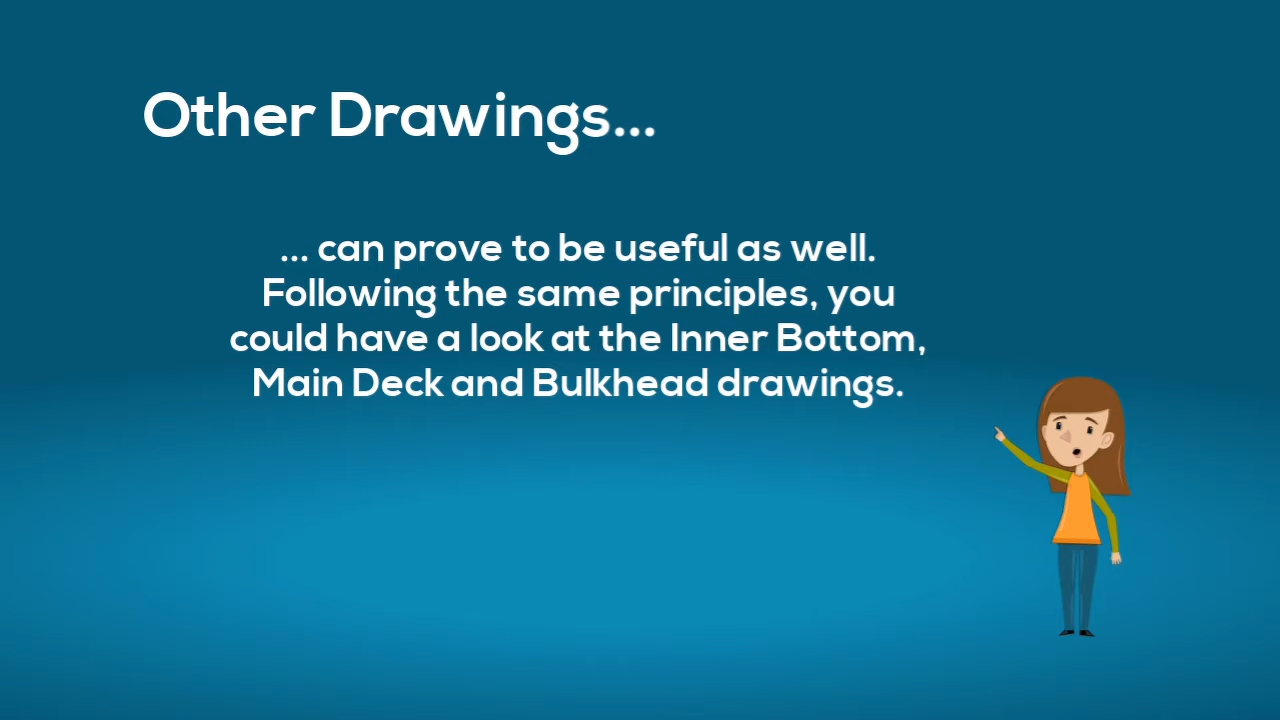 Other Drawings...
... can prove to be useful as well.
Following the same principles, you
could have a look at the Inner Bottom,
Main Deck and Bulkhead drawings.